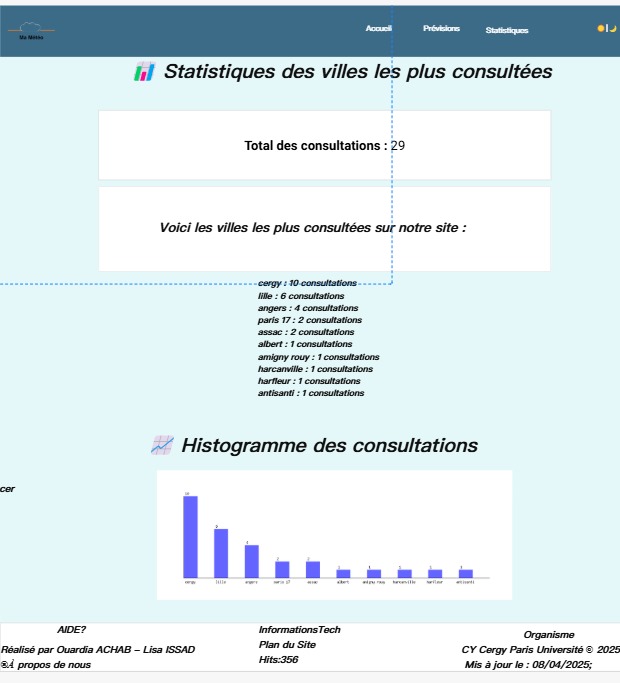 Ma Météo
Accueil
Prévisions
Statistiques
Statistiques des villes les plus consultées
Total des consultations : 29
Voici les villes les plus consultées sur notre site :
cergy : 10 consultations
lille : 6 consultations
angers : 4 consultations
paris 17 : 2 consultations
assac : 2 consultations
albert : 1 consultations
amigny rouy : 1 consultations
harcanville : 1 consultations
harfleur : 1 consultations
antisanti : 1 consultations
Histogramme des consultations
cer
10
6
4
2
2
1
1
1
1
1
cergy lille angers paris 17 assac albert amigny rouy harcanville harfleur antisanti
AIDE?
Réalisé par Ouardia ACHAB – Lisa ISSAD
®À propos de nous
InformationsTech
Plan du Site
Hits:356
Organisme
CY Cergy Paris Université © 2025
Mis à jour le : 08/04/2025;